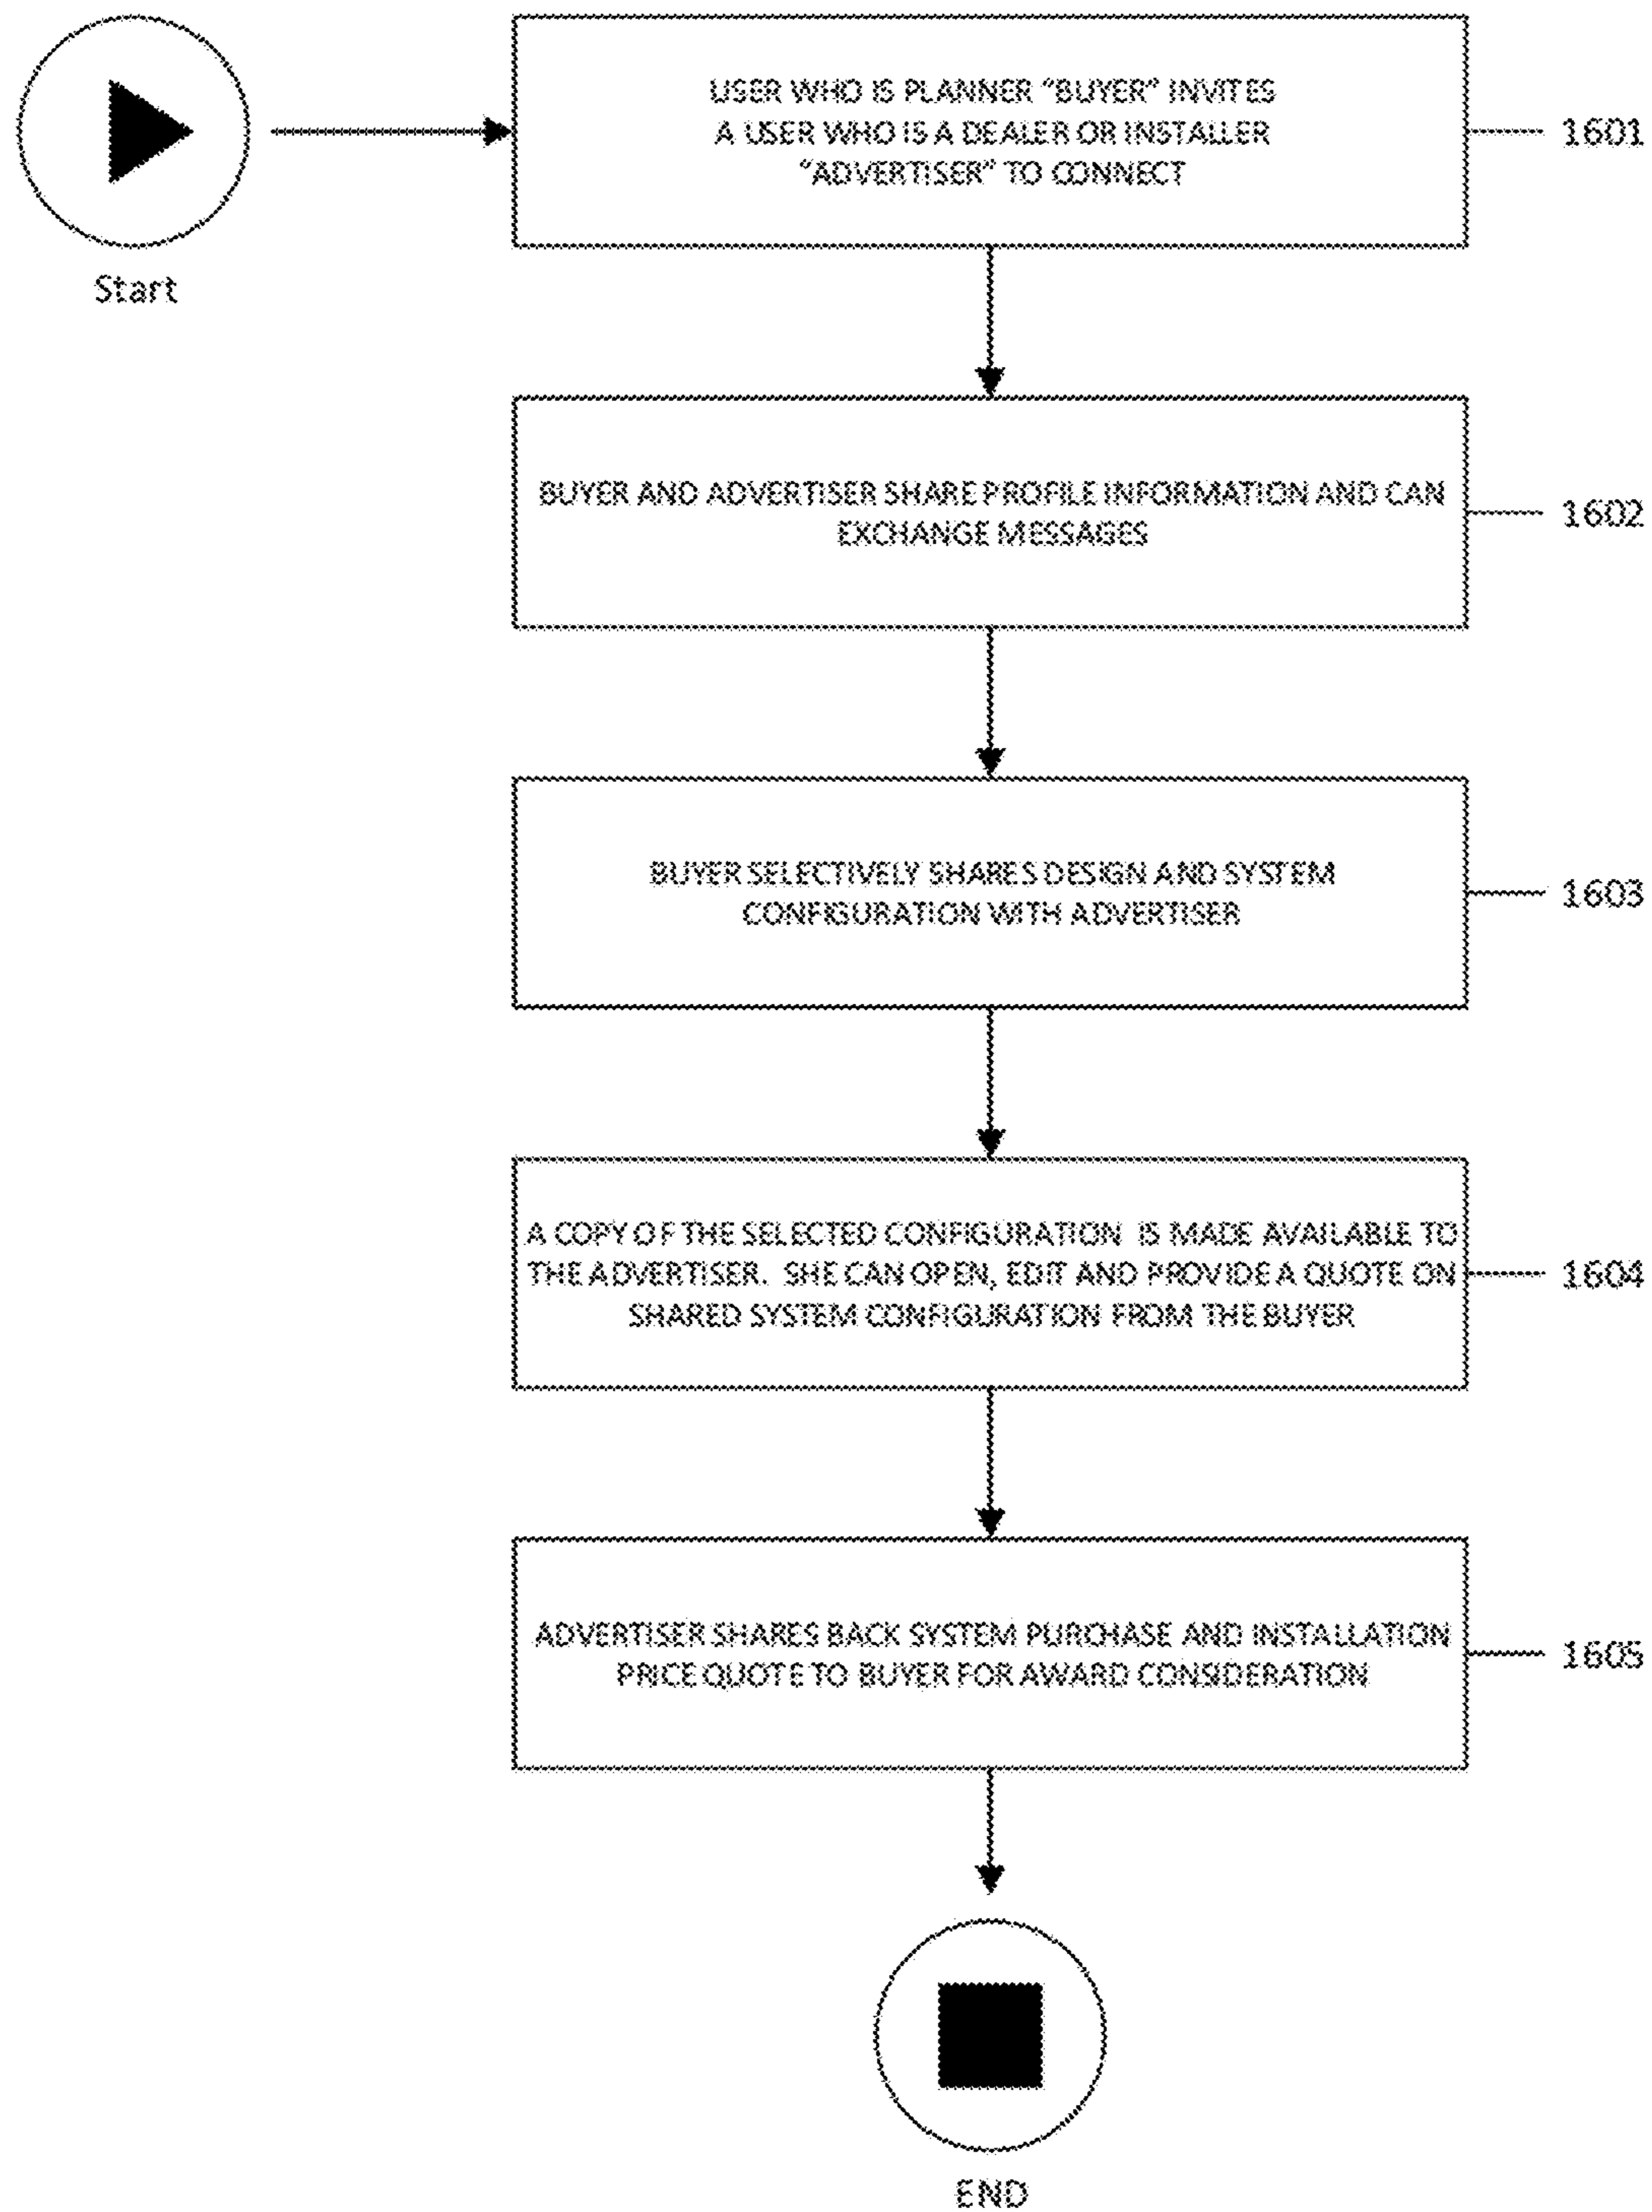 USER WHO IS PLANNER “BUYER” INVITES
A USER WHO IS A DEALER OR INSTALLER
“ADVERTISER” TO CONNECT
1601
Start
BUYER AND ADVERTISER SHARE PROFILE INFORMATION AND CAN
EXCHANGE MESSAGES
1602
BUYER SELECTIVELY SHARES DESIGN AND SYSTEM
CONFIGURATION WITH ADVERTISER
1603
A COPY OF THE SELECTED CONFIGURATION IS MADE AVAILABLE TO
THE ADVERTISER. SHE CAN OPEN, EDIT AND PROVIDE A QUOTE ON
SHARED SYSTEM CONFIGURATION FROM THE BUYER
1604
ADVERTISER SHARES BACK SYSTEM PURCHASE AND INSTALLATION
PRICE QUOTE TO BUYER FOR AWARD CONSIDERATION
1605
END